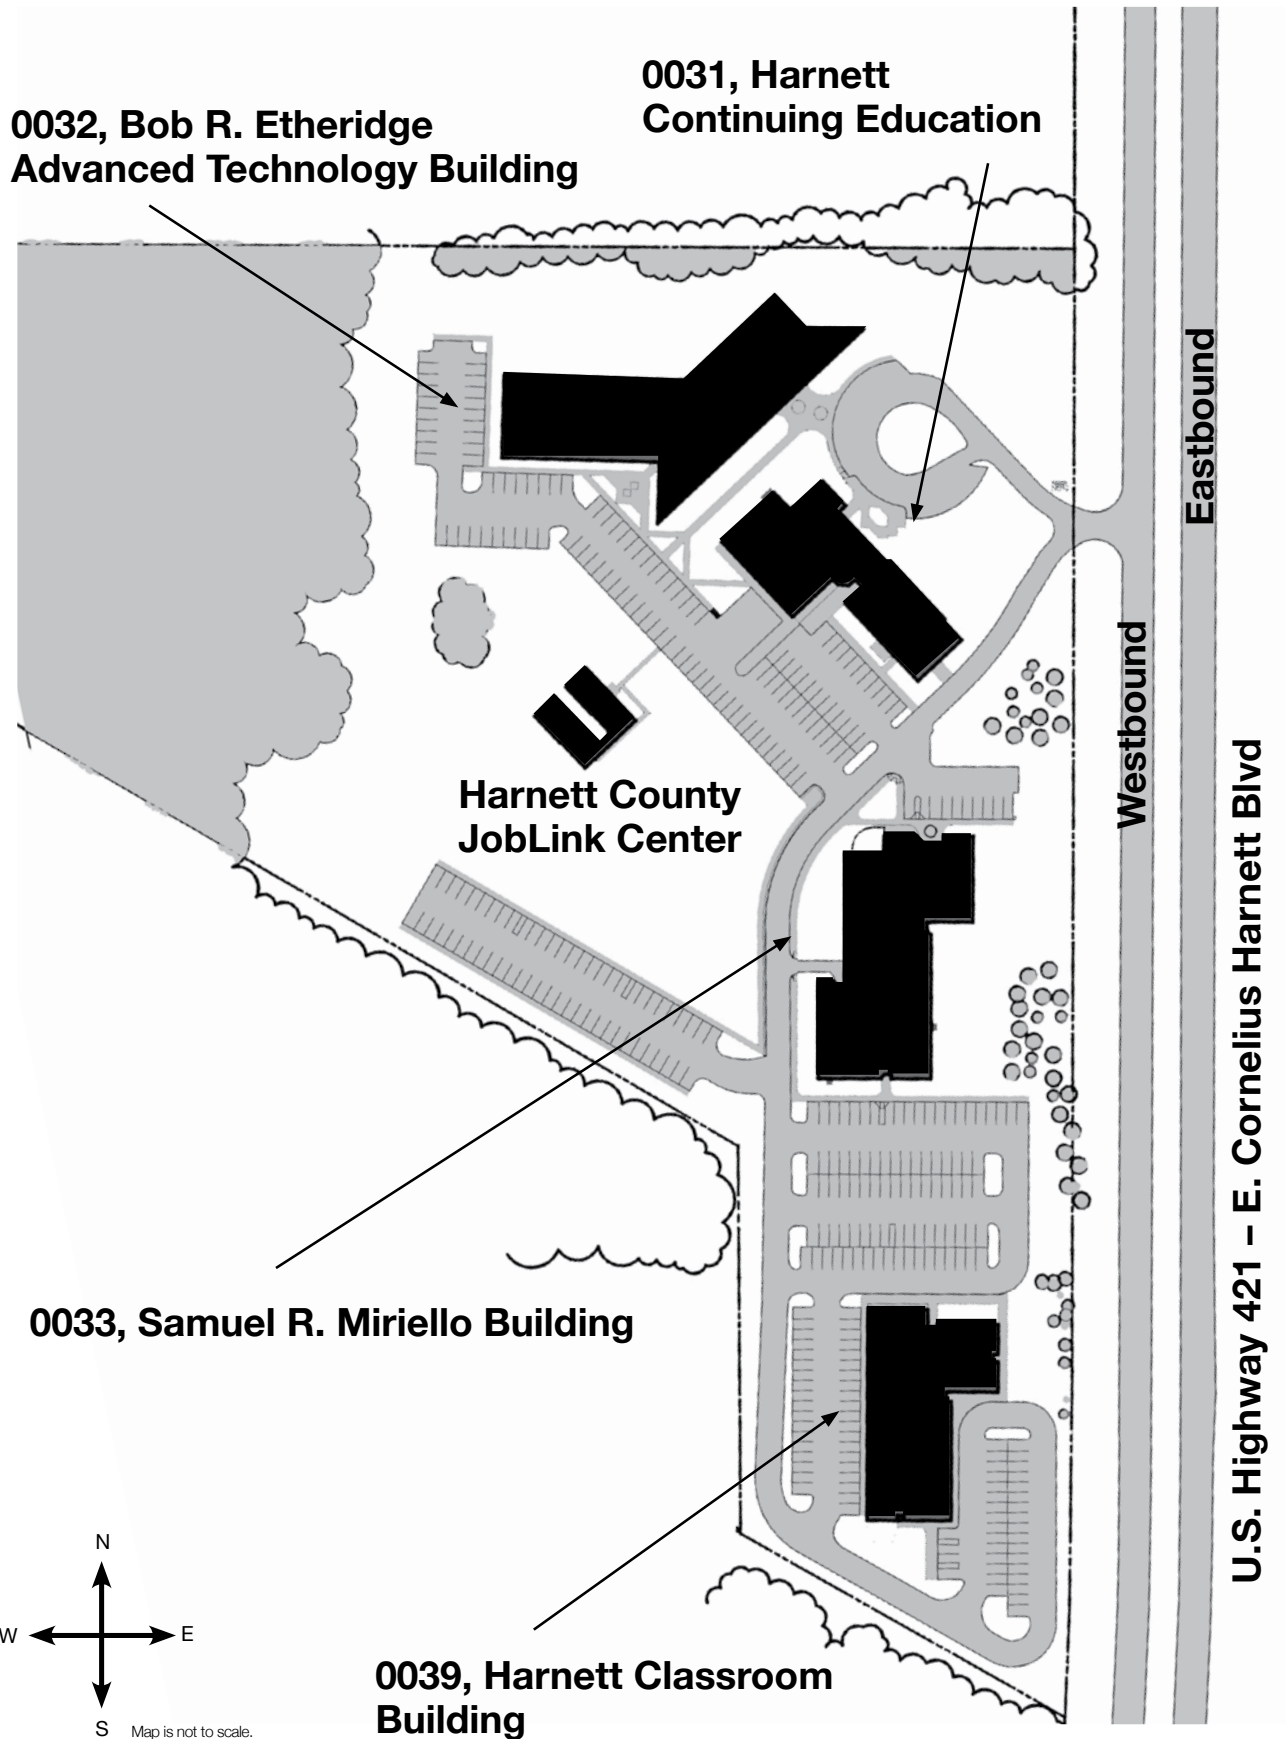 0031, Harnett
Continuing Education
0032, Bob R. Etheridge
Advanced Technology Building
Eastbound
Westbound
Harnett County
JobLink Center
U.S. Highway 421 – E. Cornelius Harnett Blvd
0033, Samuel R. Miriello Building
0039, Harnett Classroom
Building
N
W
E
S
Map is not to scale.